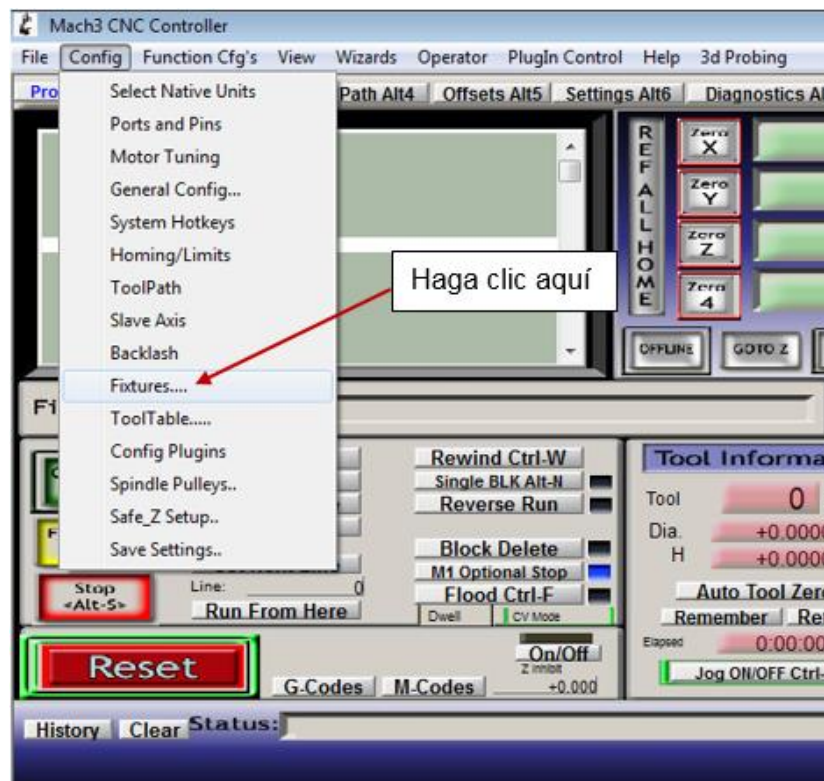 Mach3 CNC Controller
File Config Function Cfg's View Wizards Operator PlugIn Control Help 3d Probing
Pro Path Alt4 Offsets Alt5 Settings Alt6 Diagnostics Al
Select Native Units
Ports and Pins
Motor Tuning
General Config...
System Hotkeys
Homing/Limits
ToolPath
Slave Axis
Backlash
Fixtures....
ToolTable.....
Config Plugins
Spindle Pulleys..
Safe_Z Setup..
Save Settings..
Haga clic aquí
REF ALL HOME
Zero X
Zero Y
Zero Z
Zero 4
OFFLINE GOTO Z
Fi
Rewind Ctrl-W
Single BLK Alt-N
Reverse Run
Block Delete
M1 Optional Stop
Flood Ctrl-F
Dwell CV Mode
Stop
<Alt-S>
Line: 0
Run From Here
Tool Informa
Tool 0
Dia. +0.0000
H +0.0000
Auto Tool Zero
Remember Re
Elapsed 0:00:00
Jog ON/OFF Ctrl-
Reset
G-Codes M-Codes
On/Off
Z Inhibit
+0.000
History Clear Status: